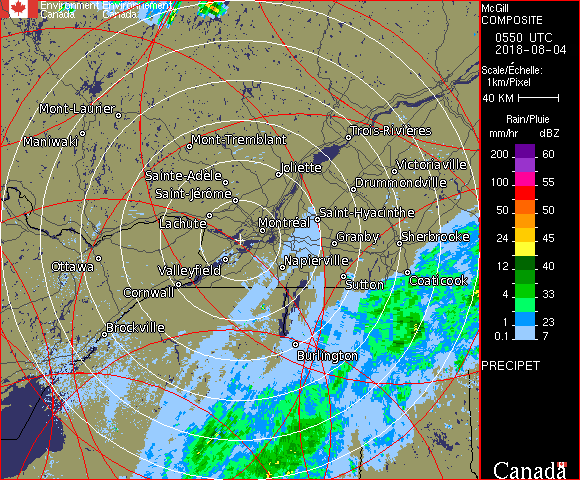 Environment Environnement
Canada Canada
McGill
COMPOSITE
0550 UTC
2018-08-04
Scale/Échelle:
1km/Pixel
40 KM
Rain/Pluie
mm/hr dBZ
200 60
150 57
100 55
50 50
24 45
12 40
4 33
1 23
0.1 7
PRECIPET
Canada
Mont-Laurier
Maniwaki
Mont-Tremblant
Trois-Rivières
Sainte-Adèle
Joliette
Victoriaville
Saint-Jérôme
Drummondville
Lachute
Montréal
Saint-Hyacinthe
Granby
Sherbrooke
Ottawa
Valleyfield
Napierville
Cornwall
Sutton
Coaticook
Brockville
Burlington